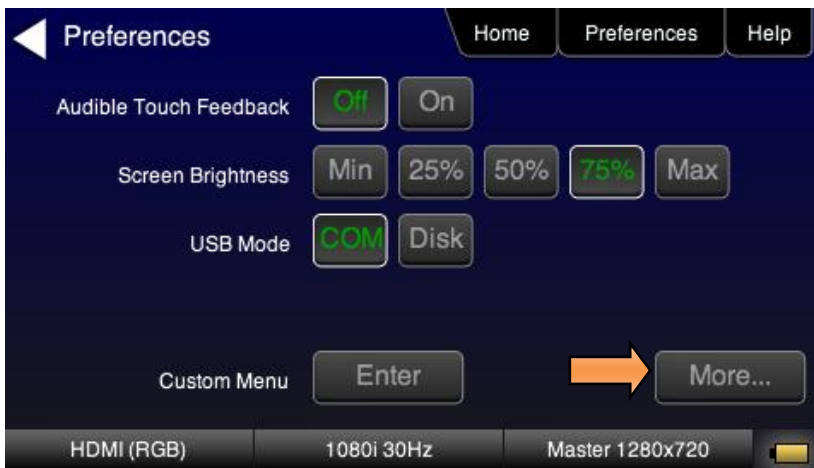 Preferences Home Preferences Help
Audible Touch Feedback Off On
Screen Brightness Min 25% 50% 75% Max
USB Mode COM Disk
Custom Menu Enter More...
HDMI (RGB) 1080i 30Hz Master 1280x720